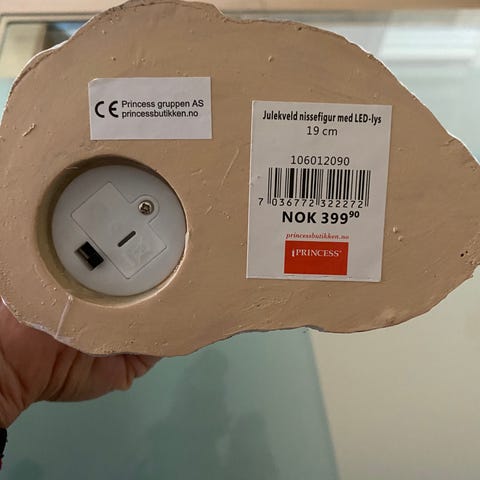 CE Princess gruppen AS
princessbutikken.no
Julekveld nissefigur med LED-lys
19 cm
106012090
7 036772 322272
NOK 399⁹⁰
princessbutikken.no
PRINCESS®